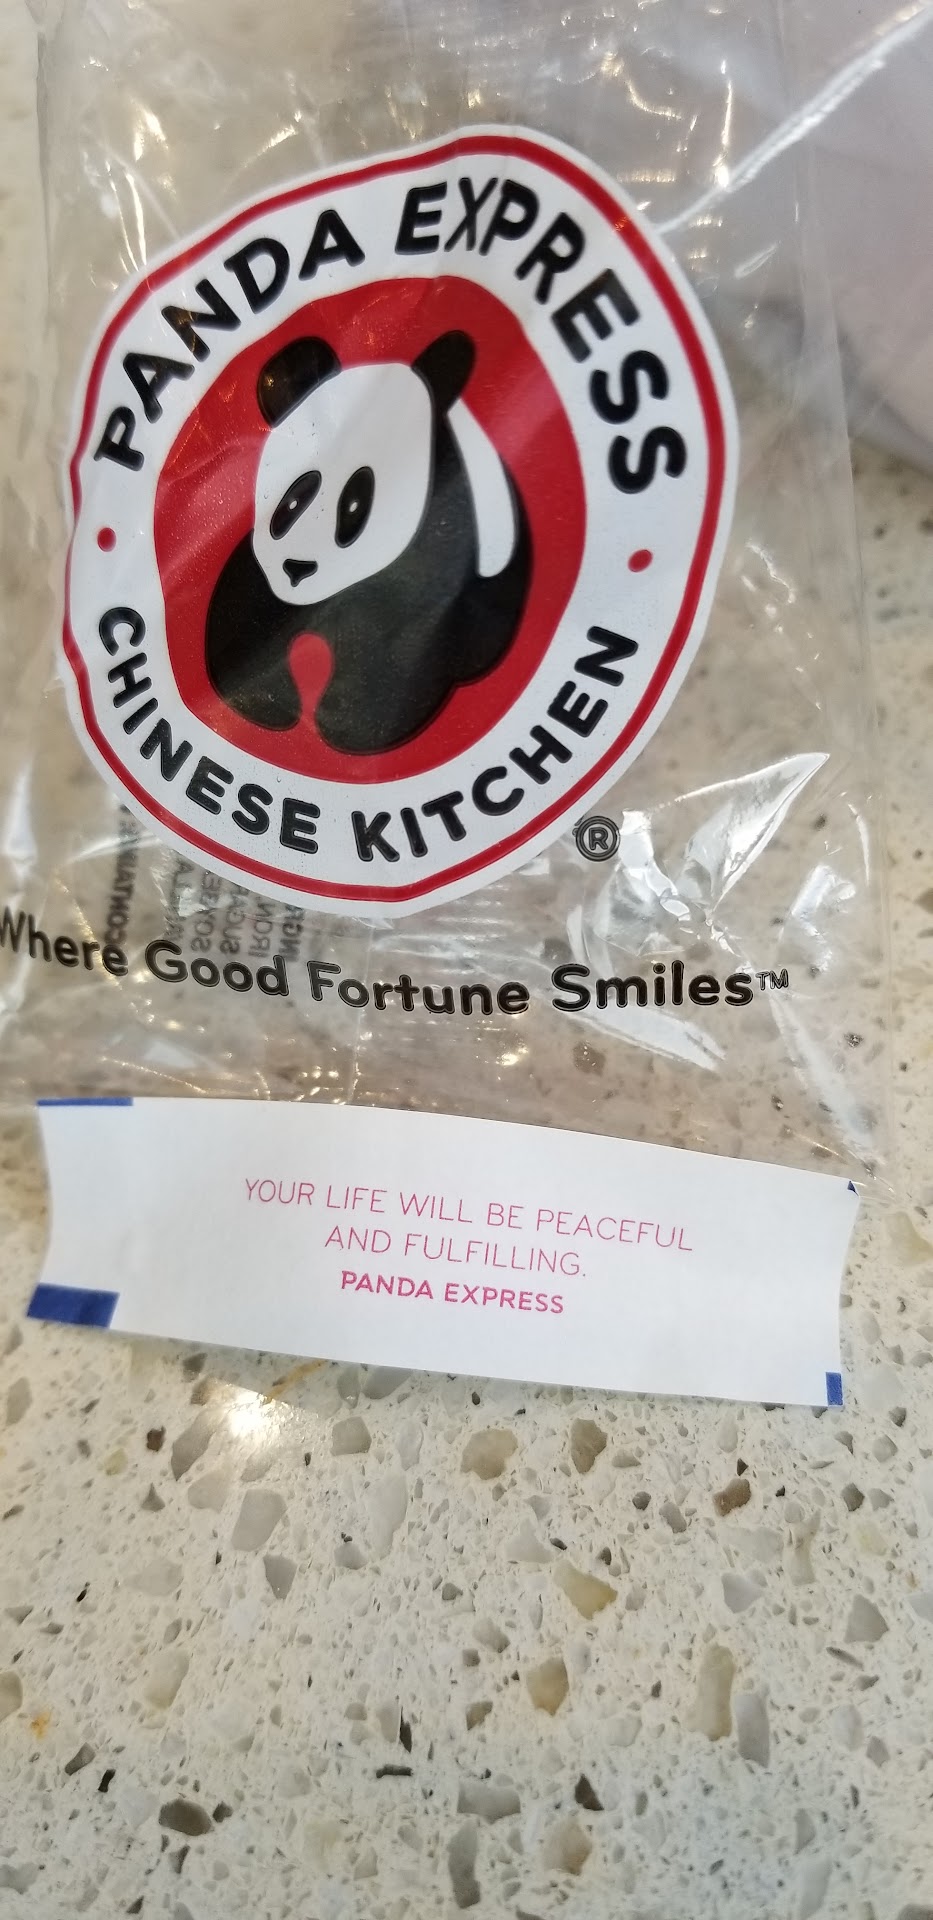 PANDA EXPRESS
CHINESE KITCHEN
®
Where Good Fortune Smiles™
YOUR LIFE WILL BE PEACEFUL
AND FULFILLING.
PANDA EXPRESS